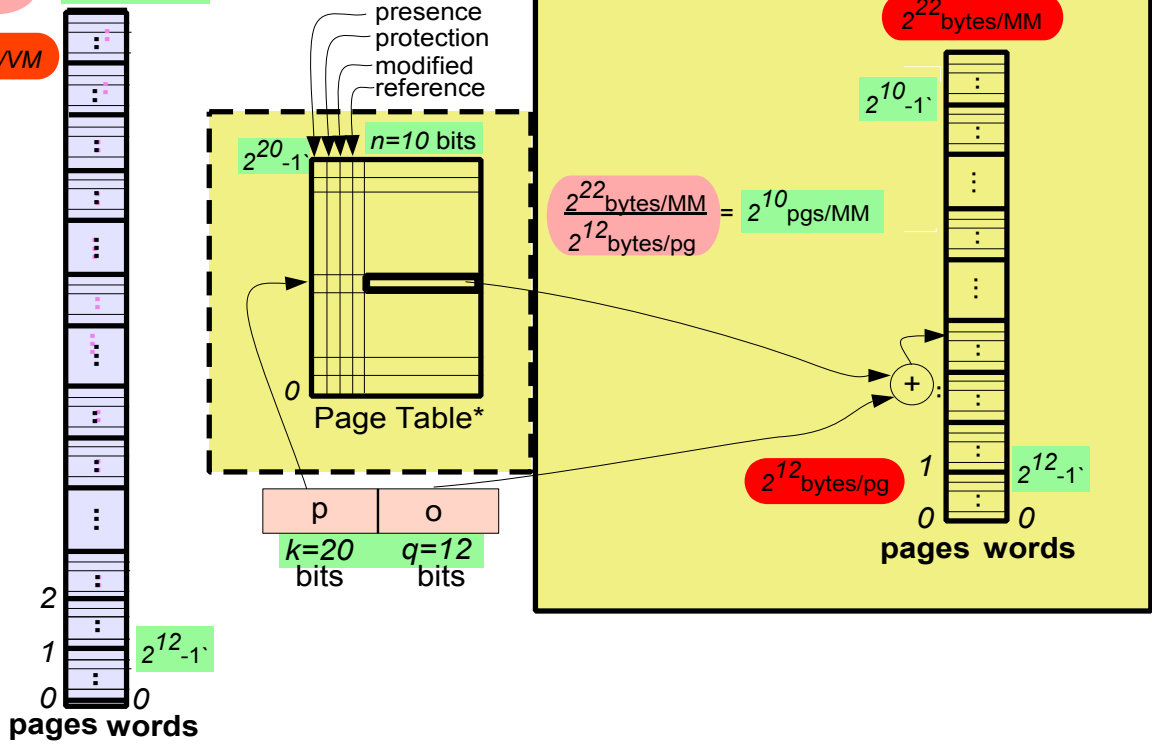 /VM
presence
protection
modified
reference
2^22 bytes/MM
2^10-1`
2^20-1`
n=10 bits
2^22 bytes/MM
2^12 bytes/pg
= 2^10 pgs/MM
0
Page Table*
+
p o
k=20 bits
q=12 bits
2^12 bytes/pg
1
2^12-1`
0 0
pages words
2
1
2^12-1`
0 0
pages words